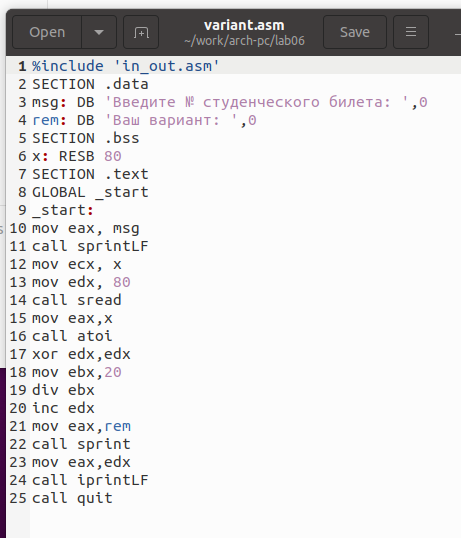 variant.asm
Open
~/work/arch-pc/lab06
Save
1 %include 'in_out.asm'
2 SECTION .data
3 msg: DB 'Введите № студенческого билета: ',0
4 rem: DB 'Ваш вариант: ',0
5 SECTION .bss
6 x: RESB 80
7 SECTION .text
8 GLOBAL _start
9 _start:
10 mov eax, msg
11 call sprintLF
12 mov ecx, x
13 mov edx, 80
14 call sread
15 mov eax,x
16 call atoi
17 xor edx,edx
18 mov ebx,20
19 div ebx
20 inc edx
21 mov eax,rem
22 call sprint
23 mov eax,edx
24 call iprintLF
25 call quit